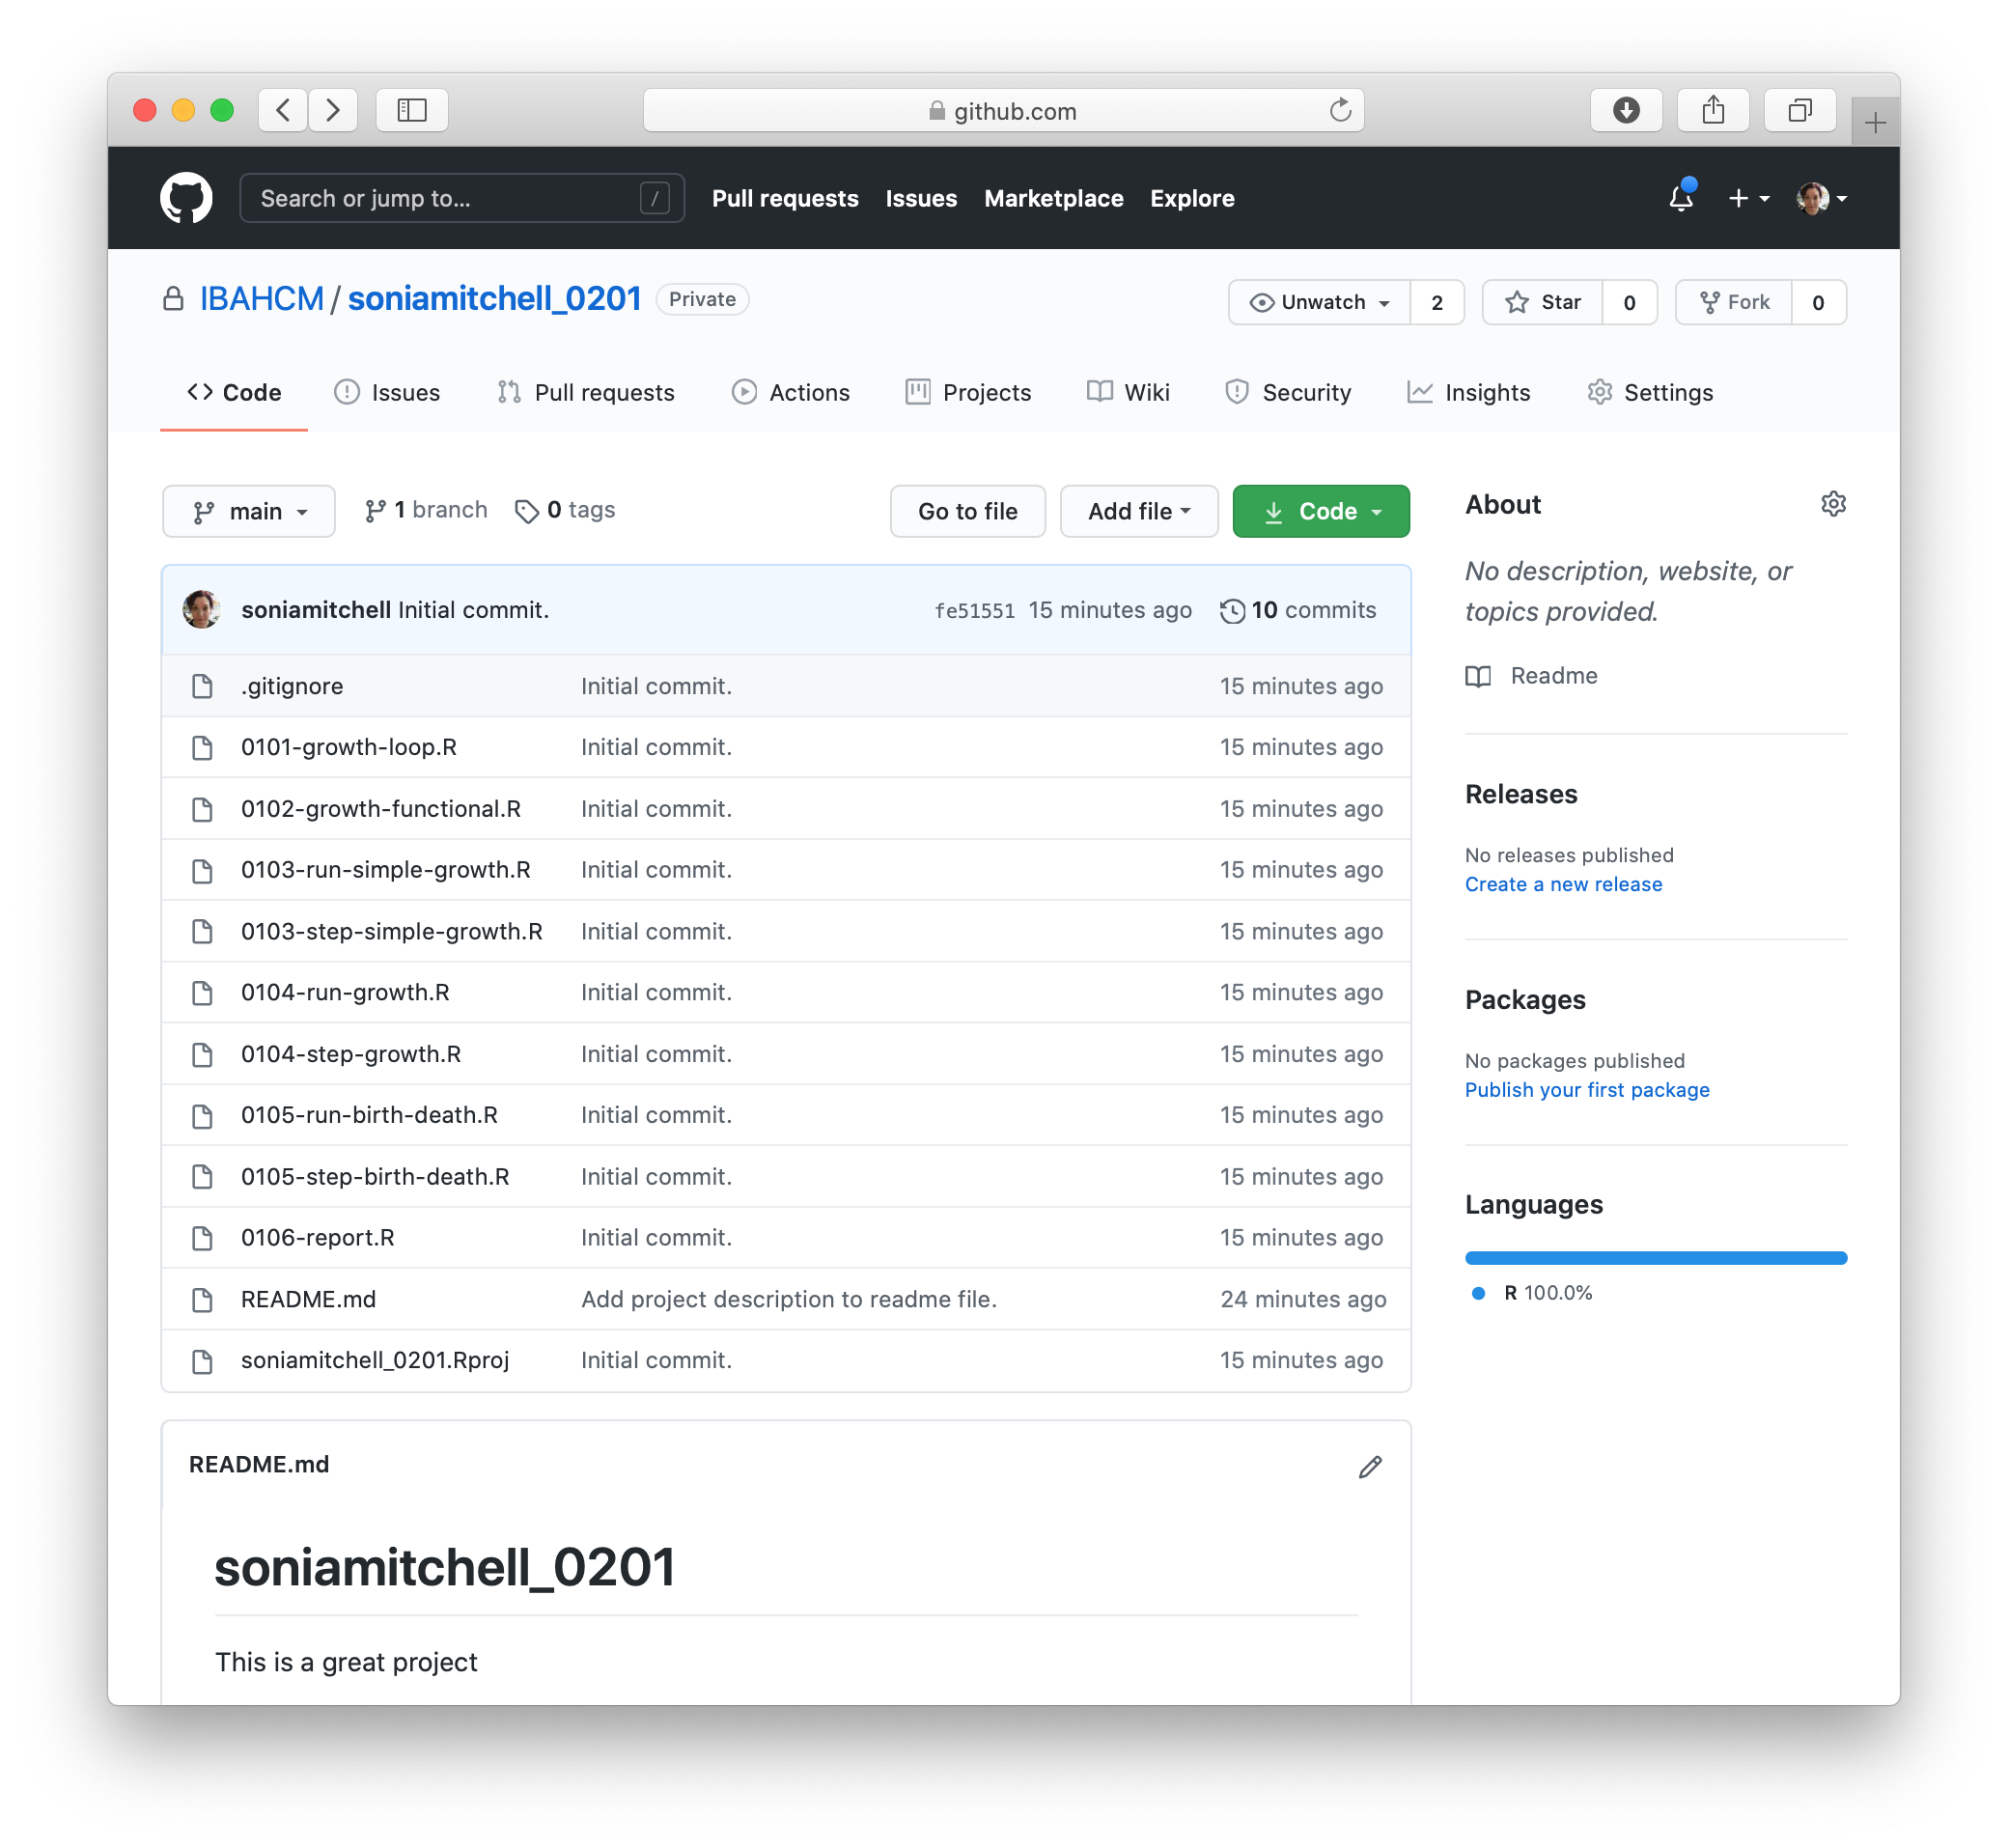 github.com
Search or jump to... /
Pull requests Issues Marketplace Explore
IBAHCM / soniamitchell_0201 Private
Unwatch 2 Star 0 Fork 0
Code Issues Pull requests Actions Projects Wiki Security Insights Settings
main 1 branch 0 tags Go to file Add file Code
soniamitchell Initial commit. fe51551 15 minutes ago 10 commits
.gitignore Initial commit. 15 minutes ago
0101-growth-loop.R Initial commit. 15 minutes ago
0102-growth-functional.R Initial commit. 15 minutes ago
0103-run-simple-growth.R Initial commit. 15 minutes ago
0103-step-simple-growth.R Initial commit. 15 minutes ago
0104-run-growth.R Initial commit. 15 minutes ago
0104-step-growth.R Initial commit. 15 minutes ago
0105-run-birth-death.R Initial commit. 15 minutes ago
0105-step-birth-death.R Initial commit. 15 minutes ago
0106-report.R Initial commit. 15 minutes ago
README.md Add project description to readme file. 24 minutes ago
soniamitchell_0201.Rproj Initial commit. 15 minutes ago
README.md
soniamitchell_0201
This is a great project
About
No description, website, or
topics provided.
Readme
Releases
No releases published
Create a new release
Packages
No packages published
Publish your first package
Languages
R 100.0%